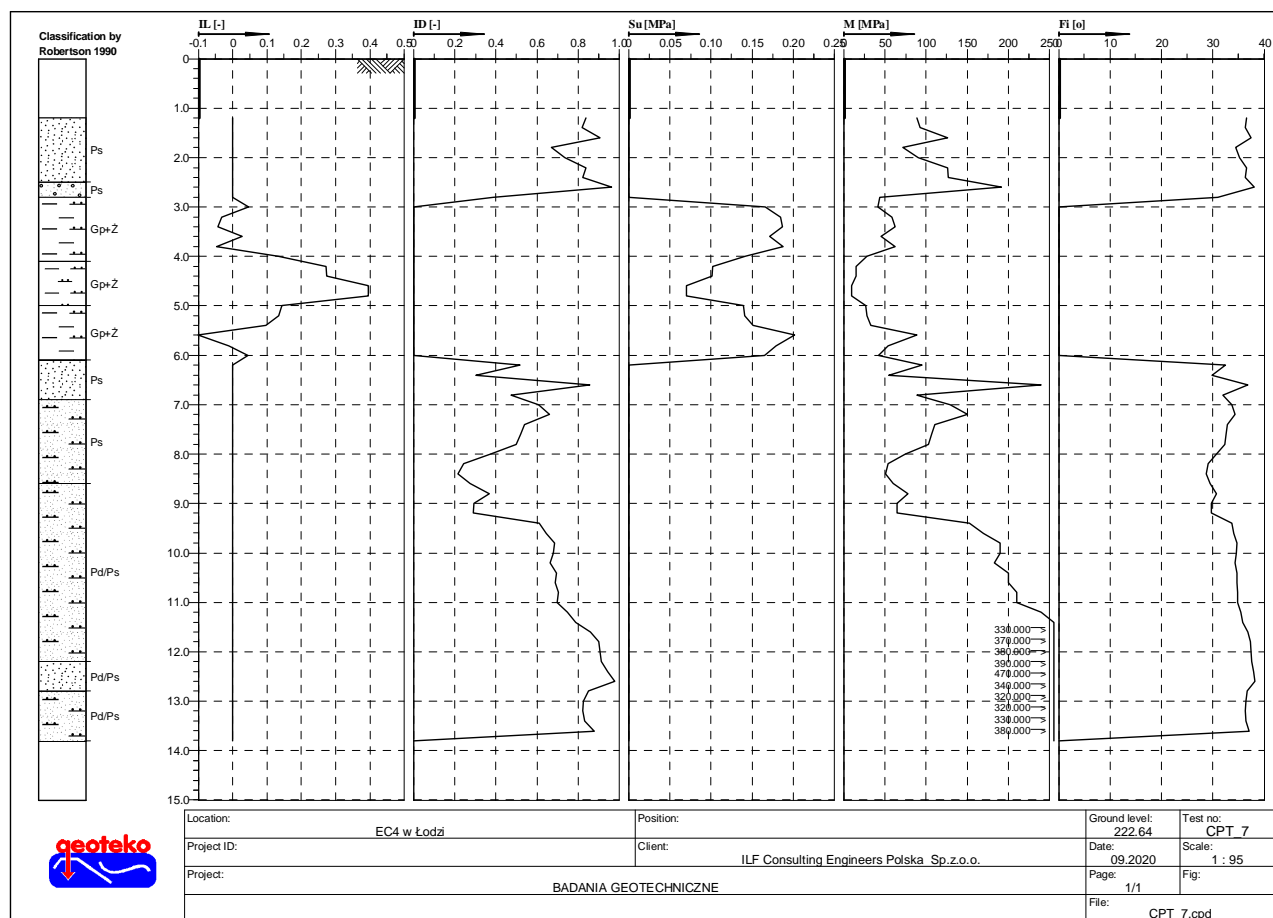 Classification by
Robertson 1990
IL [-]
ID [-]
Su [MPa]
M [MPa]
Fi [o]
-0.1 0 0.1 0.2 0.3 0.4 0.5
0 0.2 0.4 0.6 0.8 1.0
0 0.05 0.10 0.15 0.20 0.25
0 50 100 150 200 250
0 10 20 30 40
0
1.0
2.0
3.0
4.0
5.0
6.0
7.0
8.0
9.0
10.0
11.0
12.0
13.0
14.0
15.0
Ps
Ps
Gp+Ż
Gp+Ż
Gp+Ż
Ps
Ps
Pd/Ps
Pd/Ps
Pd/Ps
330.000
370.000
380.000
390.000
470.000
340.000
320.000
320.000
330.000
380.000
geoteko
Location:
EC4 w Łodzi
Position:
Ground level:
222.64
Test no:
CPT_7
Project ID:
Client:
ILF Consulting Engineers Polska Sp.z.o.o.
Date:
09.2020
Scale:
1 : 95
Project:
BADANIA GEOTECHNICZNE
Page:
1/1
Fig:
File:
CPT_7.cpd